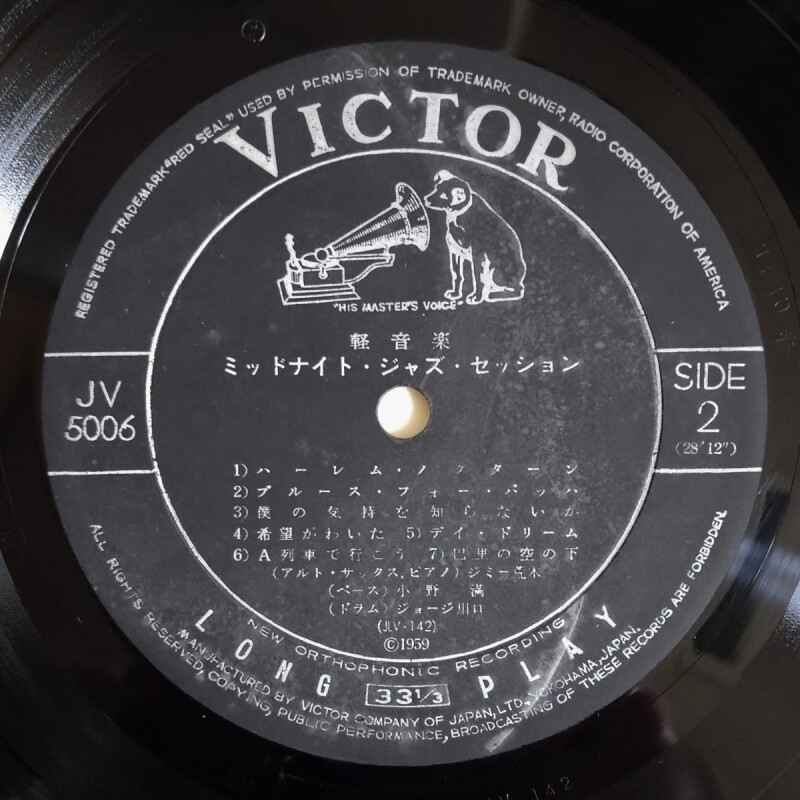 REGISTERED TRADEMARK "RED SEAL" USED BY PERMISSION OF TRADEMARK OWNER, RADIO CORPORATION OF AMERICA
VICTOR
"HIS MASTER'S VOICE"
軽音楽
ミッドナイト・ジャズ・セッション
JV
5006
SIDE
2
(28'12")
1) ハーレム・ノクターン
2) ブルース・フォー・バッハ
3) 僕の気持を知らないか
4) 希望がわいた 5) デイ・ドリーム
6) A列車で行こう 7) 巴里の空の下
(アルト・サックス,ピアノ) ジミー荒木
(ベース) 小野 満
(ドラム) ジョージ川口
(JLV-142)
©1959
NEW ORTHOPHONIC RECORDING
LONG 33 1/3 PLAY
MANUFACTURED BY VICTOR COMPANY OF JAPAN, LTD., YOKOHAMA, JAPAN.
ALL RIGHTS RESERVED, COPYING, PUBLIC PERFORMANCE, BROADCASTING OF THESE RECORDS ARE FORBIDDEN.